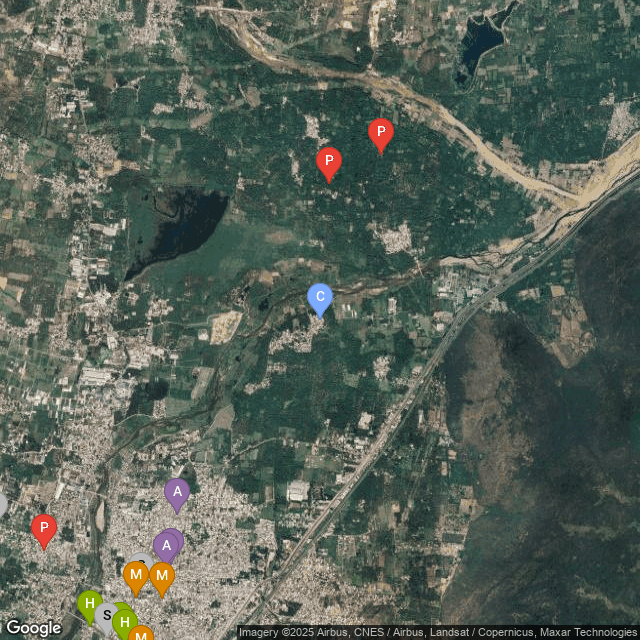 P
P
C
A
P
A
M
M
H
S
H
M
Google
Imagery ©2025 Airbus, CNES / Airbus, Landsat / Copernicus, Maxar Technologies